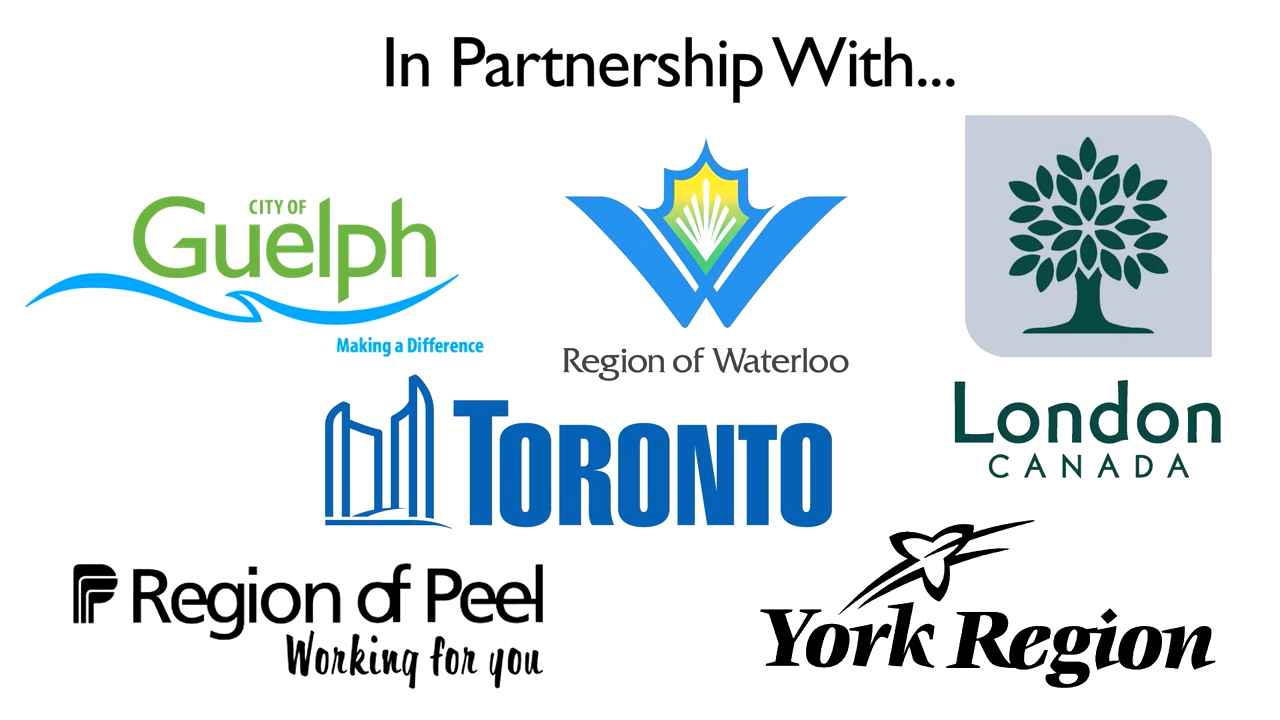 In Partnership With...
CITY OF
Guelph
Making a Difference
Region of Waterloo
London
CANADA
TORONTO
Region of Peel
Working for you
York Region